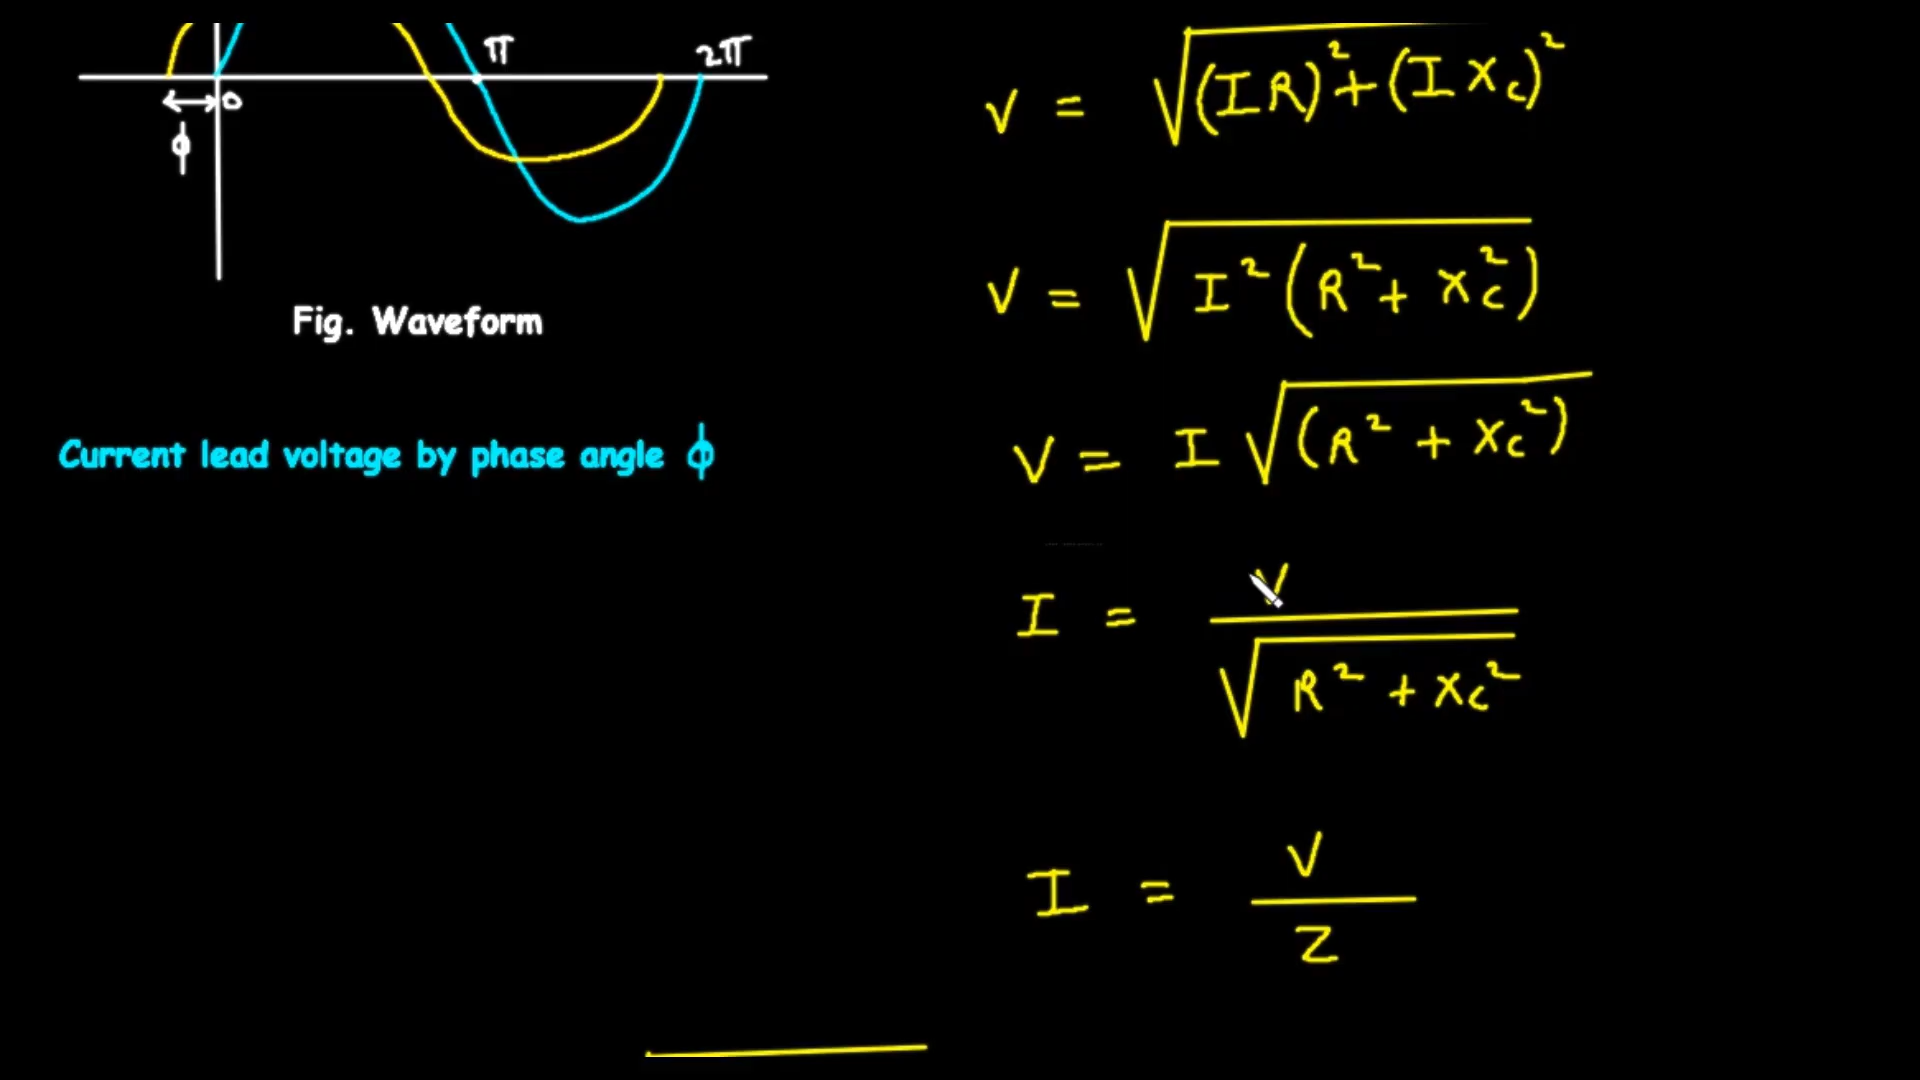 π 2π
0
ϕ
Fig. Waveform
Current lead voltage by phase angle ϕ
V = √(IR)² + (I Xc)²
V = √I² (R² + Xc²)
V = I √(R² + Xc²)
I = V / √R² + Xc²
I = V / Z